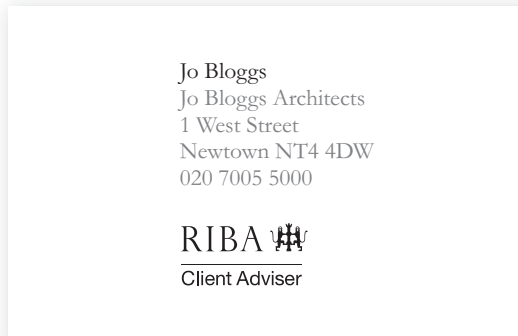 Jo Bloggs
Jo Bloggs Architects
1 West Street
Newtown NT4 4DW
020 7005 5000
RIBA
Client Adviser